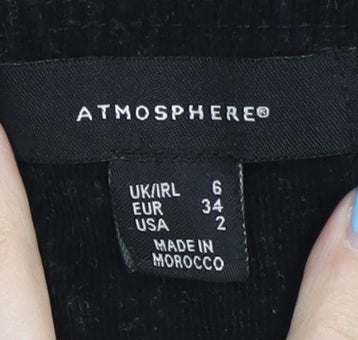 ATMOSPHERE®
UK/IRL 6
EUR 34
USA 2
MADE IN
MOROCCO